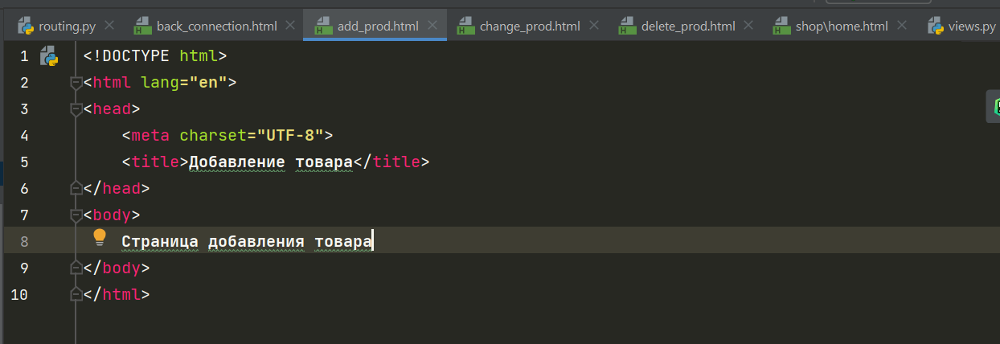 routing.py back_connection.html add_prod.html change_prod.html delete_prod.html shop\home.html views.py
1 <!DOCTYPE html>
2 <html lang="en">
3 <head>
4 <meta charset="UTF-8">
5 <title>Добавление товара</title>
6 </head>
7 <body>
8 Страница добавления товара
9 </body>
10 </html>